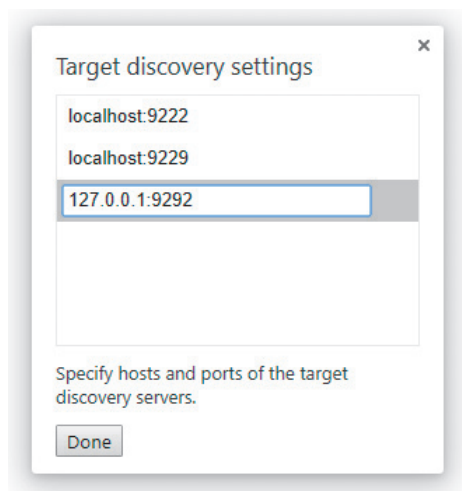 Target discovery settings
localhost:9222
localhost:9229
127.0.0.1:9292
Specify hosts and ports of the target
discovery servers.
Done